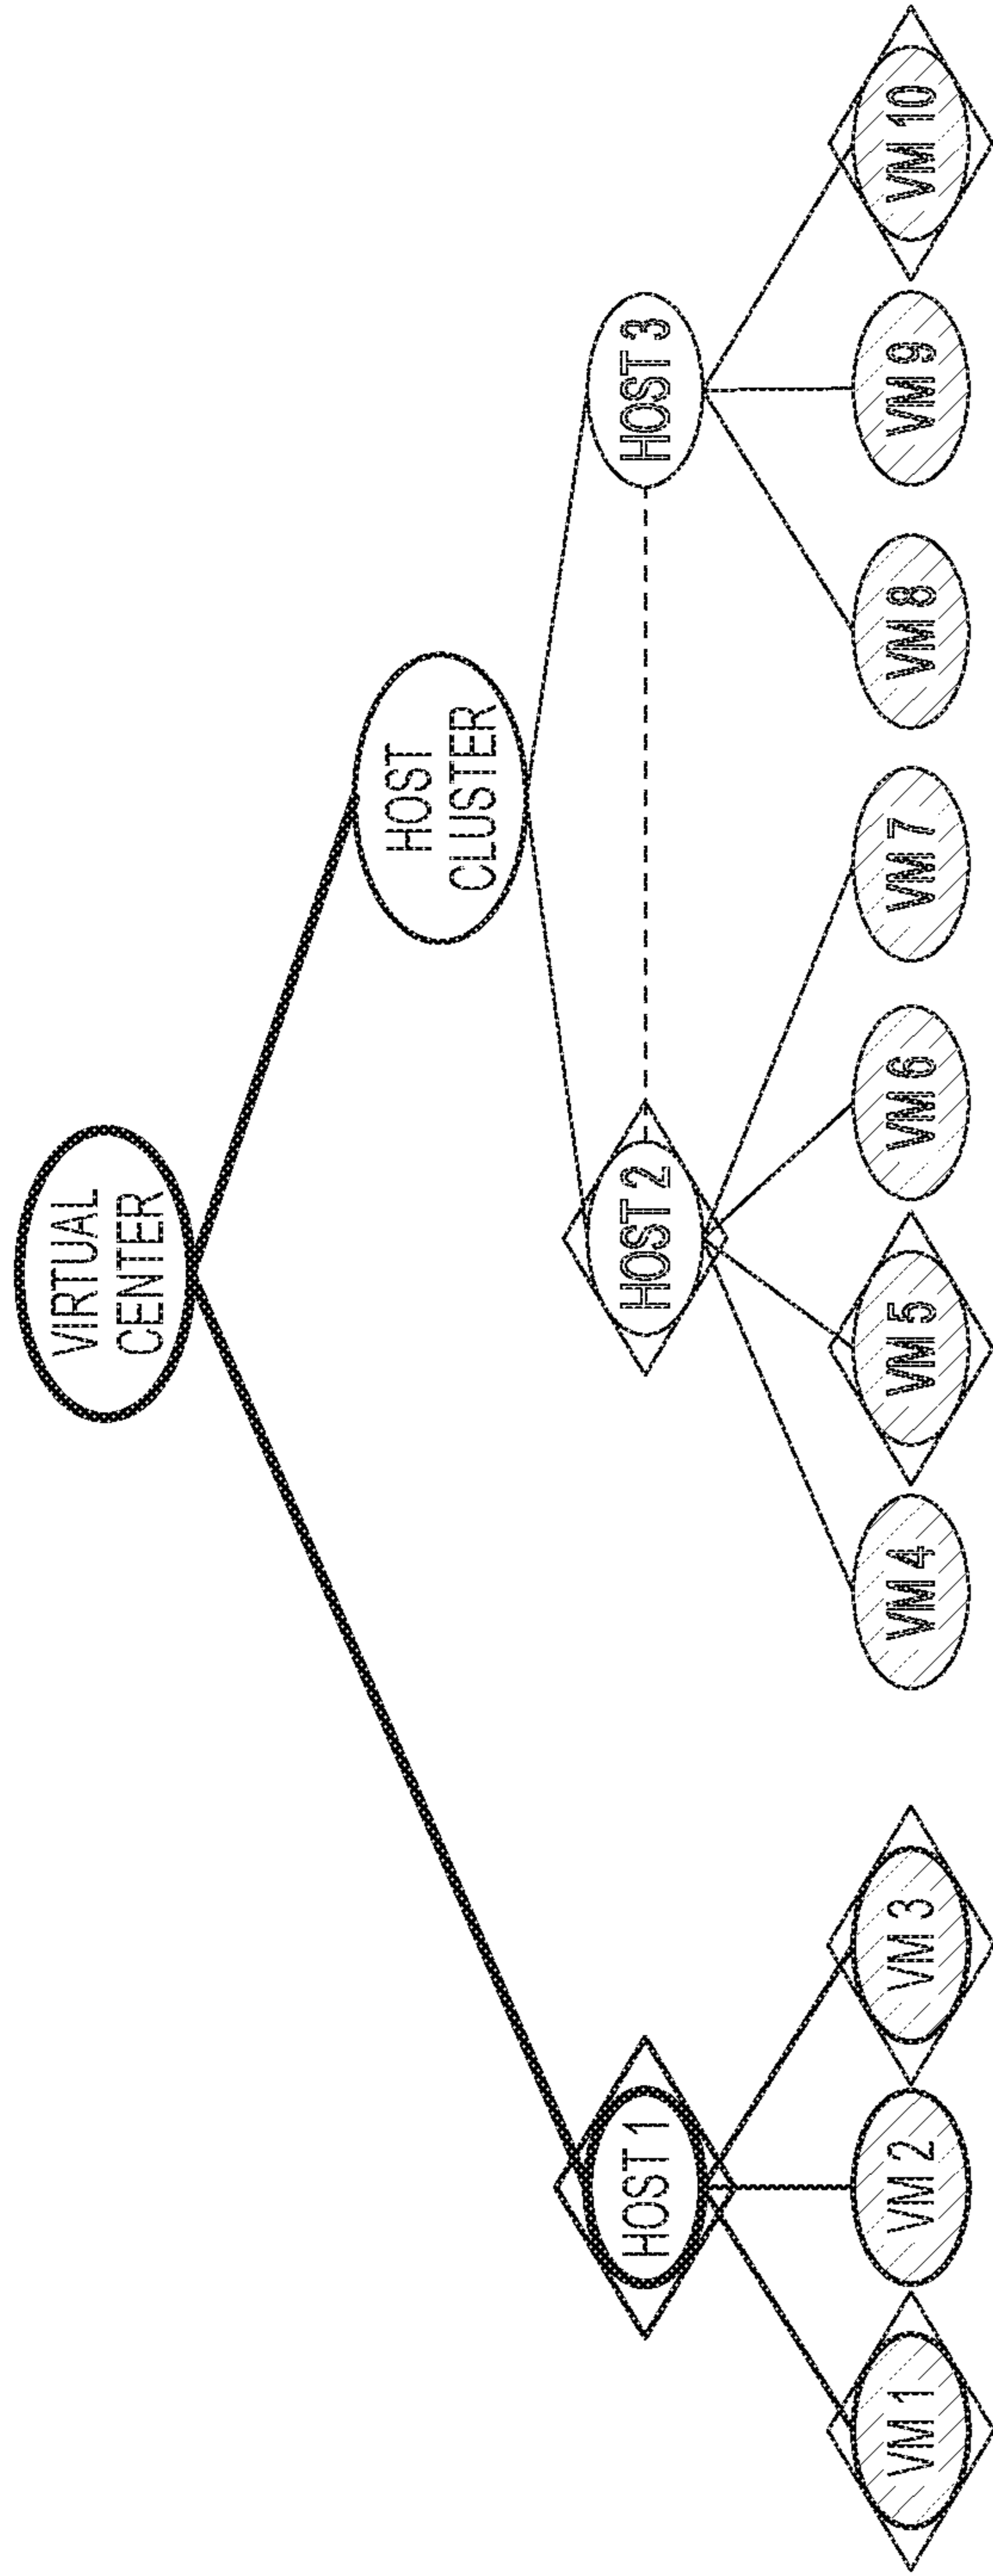 VIRTUAL
CENTER
HOST
CLUSTER
HOST 1
HOST 2
HOST 3
VM 1
VM 2
VM 3
VM 4
VM 5
VM 6
VM 7
VM 8
VM 9
VM 10